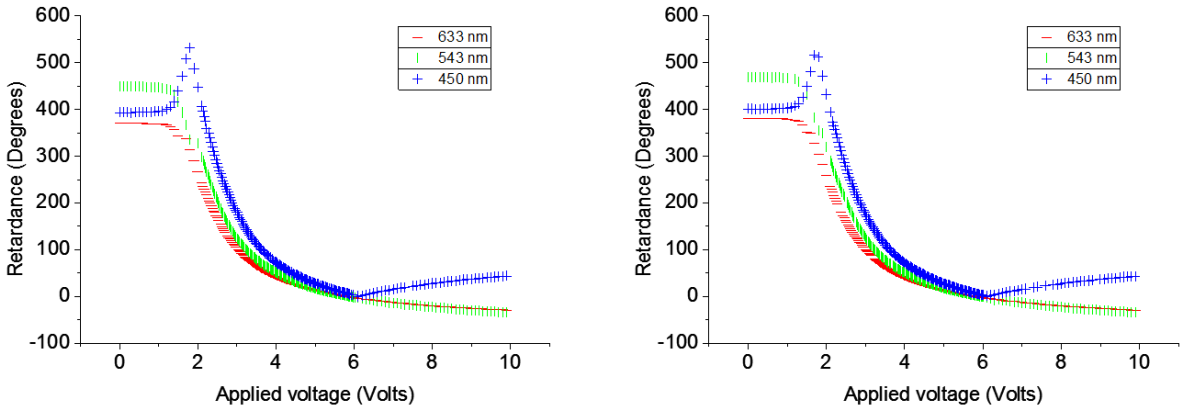 600
500
400
300
200
100
0
-100
Retardance (Degrees)
0 2 4 6 8 10
Applied voltage (Volts)
633 nm
543 nm
450 nm
600
500
400
300
200
100
0
-100
Retardance (Degrees)
0 2 4 6 8 10
Applied voltage (Volts)
633 nm
543 nm
450 nm